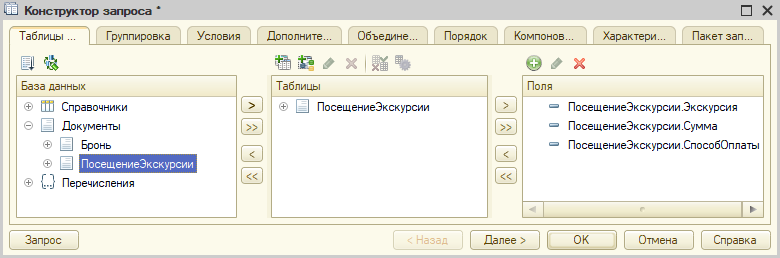 Конструктор запроса *
Таблицы ...
Группировка
Условия
Дополните...
Объедине...
Порядок
Компонов...
Характери...
Пакет зап...
База данных
Справочники
Документы
Бронь
ПосещениеЭкскурсии
Перечисления
>
>>
<
<<
Таблицы
ПосещениеЭкскурсии
>
>>
<
<<
Поля
ПосещениеЭкскурсии.Экскурсия
ПосещениеЭкскурсии.Сумма
ПосещениеЭкскурсии.СпособОплаты
Запрос
< Назад
Далее >
OK
Отмена
Справка